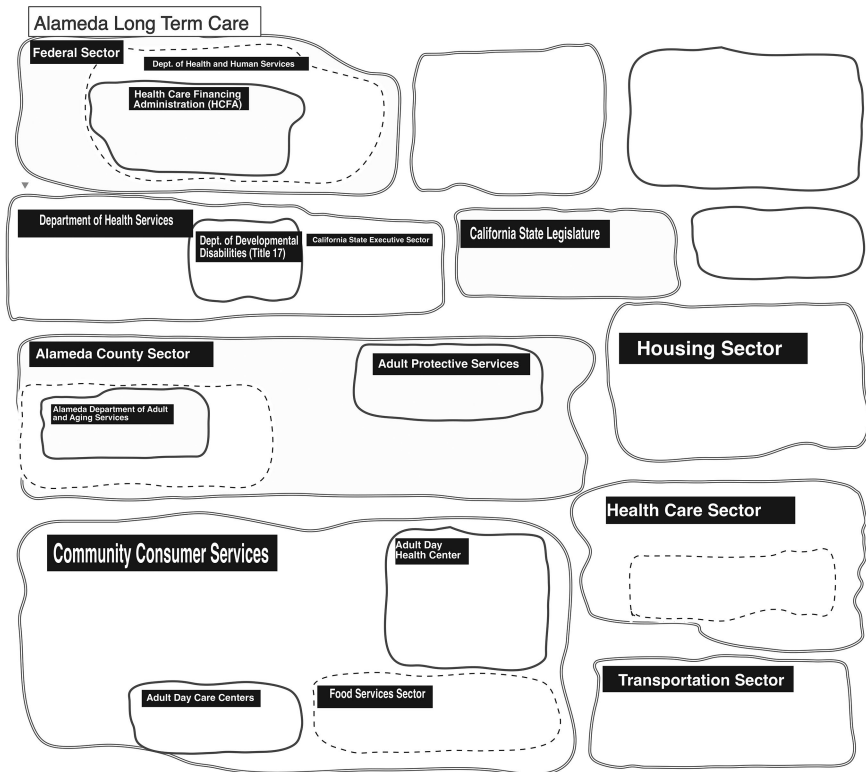 Alameda Long Term Care
Federal Sector
Dept. of Health and Human Services
Health Care Financing
Administration (HCFA)
Department of Health Services
Dept. of Developmental
Disabilities (Title 17)
California State Executive Sector
California State Legislature
Alameda County Sector
Adult Protective Services
Housing Sector
Alameda Department of Adult
and Aging Services
Health Care Sector
Community Consumer Services
Adult Day
Health Center
Transportation Sector
Adult Day Care Centers
Food Services Sector